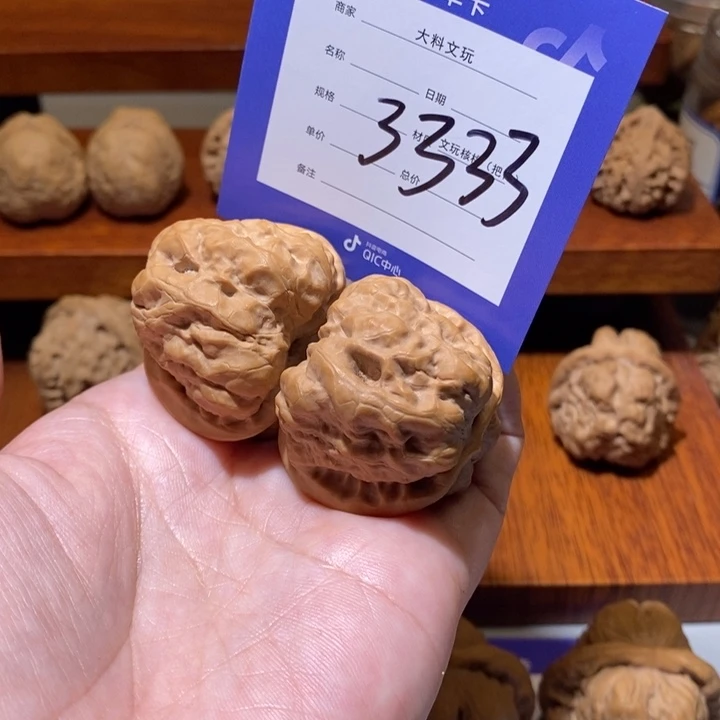 商家 大料文玩
名称
日期
规格
材质 文玩核桃(把
单价
总价
3333
备注
抖音电商
QIC中心